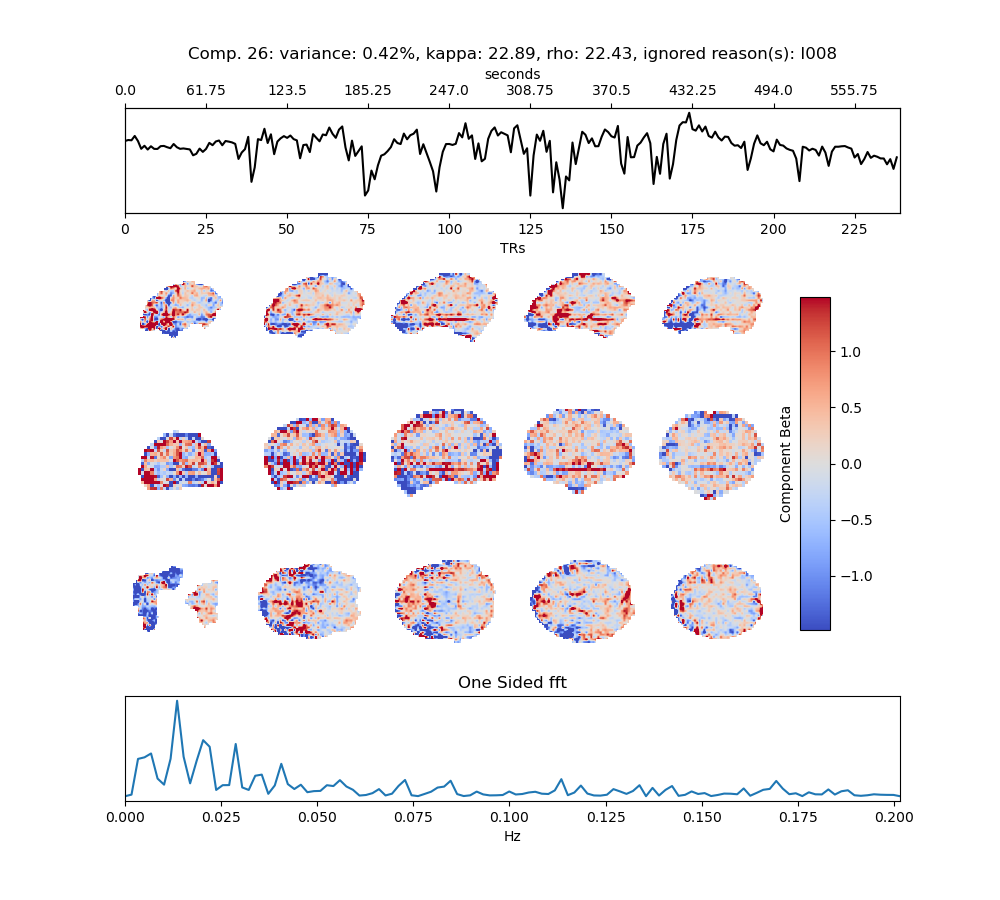 Comp. 26: variance: 0.42%, kappa: 22.89, rho: 22.43, ignored reason(s): I008
seconds
0.0 61.75 123.5 185.25 247.0 308.75 370.5 432.25 494.0 555.75
0 25 50 75 100 125 150 175 200 225
TRs
1.0
0.5
0.0
−0.5
−1.0
Component Beta
One Sided fft
0.000 0.025 0.050 0.075 0.100 0.125 0.150 0.175 0.200
Hz